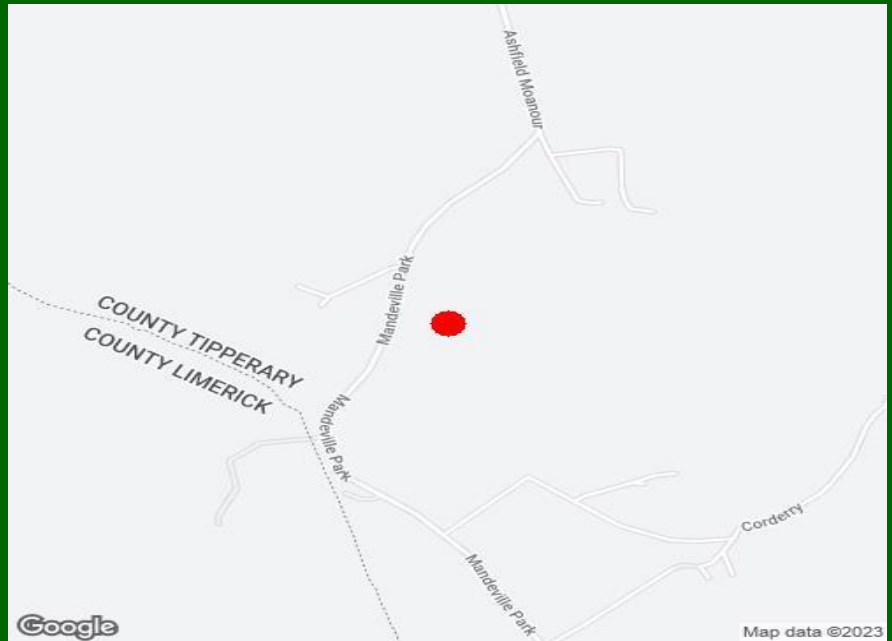 Ashfield Moanour
Mandeville Park
COUNTY TIPPERARY
COUNTY LIMERICK
Mandeville Park
Corderry
Mandeville Park
Google
Map data ©2023